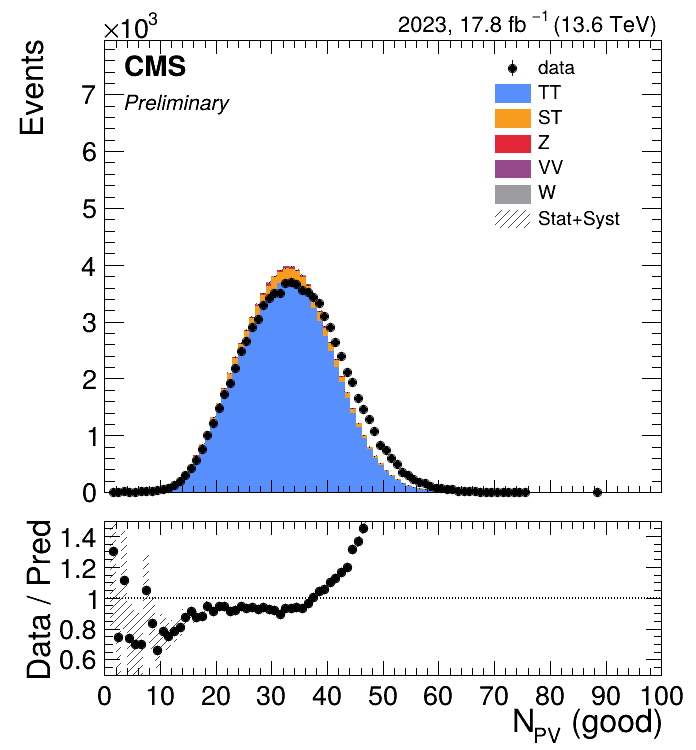 ×10³
2023, 17.8 fb⁻¹ (13.6 TeV)
Events
CMS
Preliminary
data
TT
ST
Z
VV
W
Stat+Syst
7
6
5
4
3
2
1
0
Data / Pred
1.4
1.2
1
0.8
0.6
0 10 20 30 40 50 60 70 80 90 100
N_PV (good)